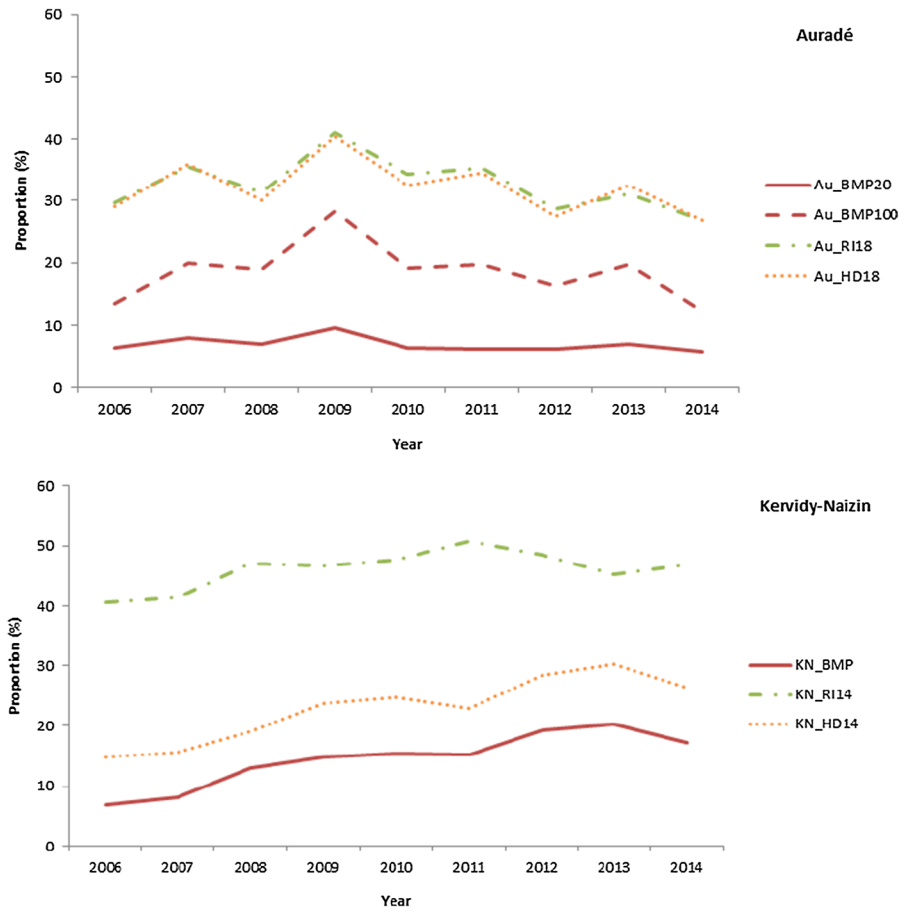 Auradé
60
50
40
30
20
10
0
Proportion (%)
2006 2007 2008 2009 2010 2011 2012 2013 2014
Year
Au_BMP20
Au_BMP100
Au_RI18
Au_HD18
Kervidy-Naizin
60
50
40
30
20
10
0
Proportion (%)
2006 2007 2008 2009 2010 2011 2012 2013 2014
Year
KN_BMP
KN_RI14
KN_HD14